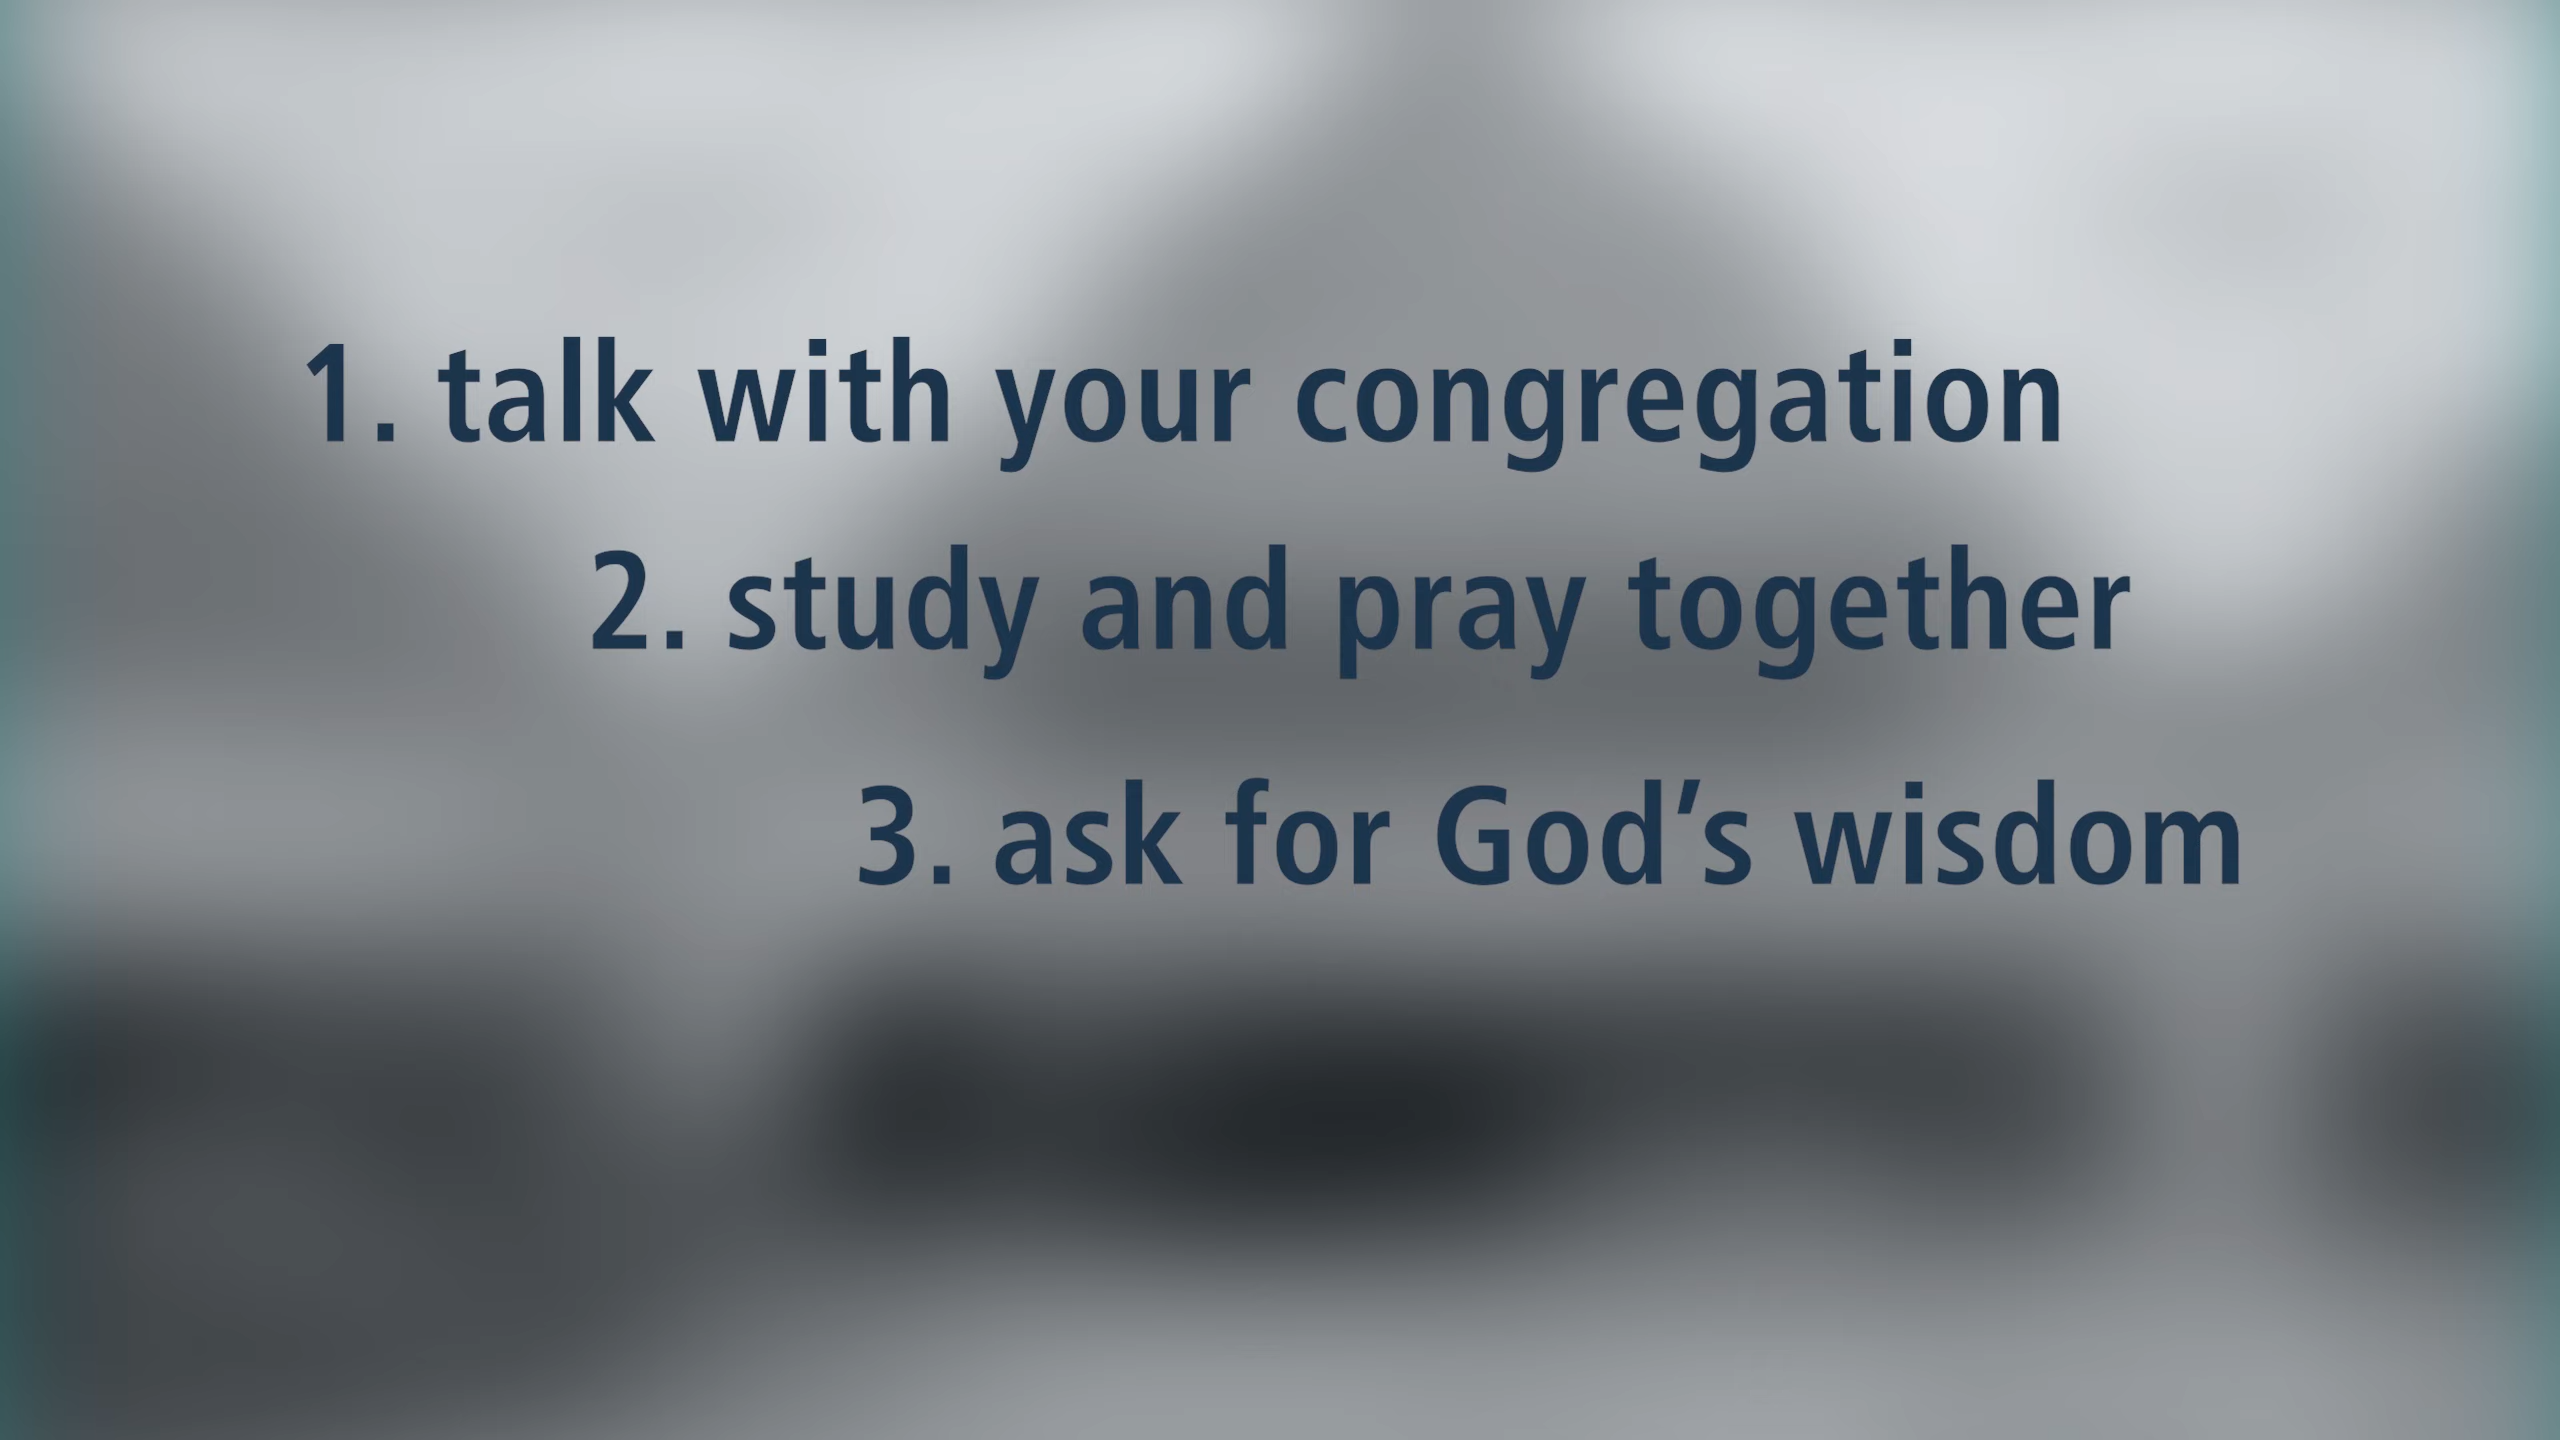 1. talk with your congregation
2. study and pray together
3. ask for God’s wisdom